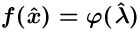 f(x̂) = φ(λ̂)